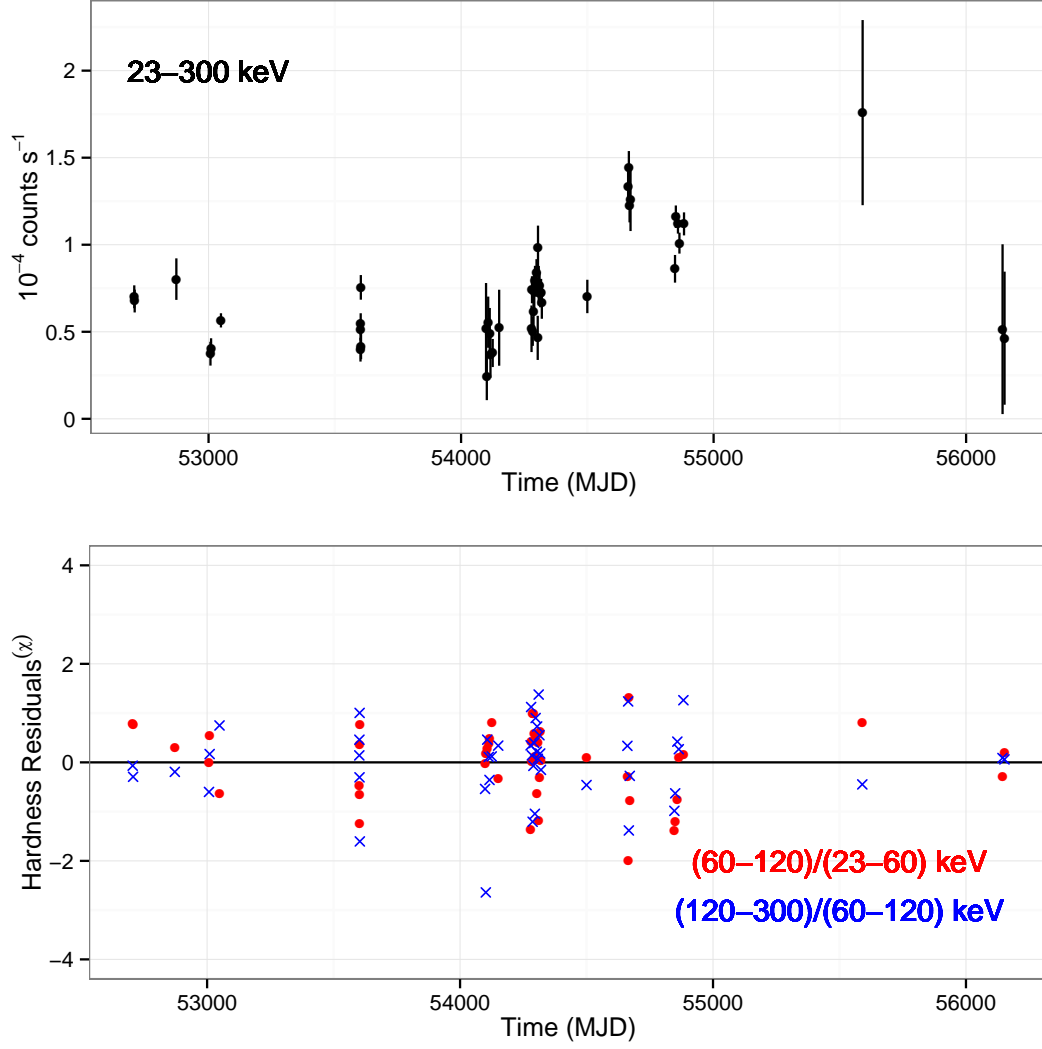 23–300 keV
10⁻⁴ counts s⁻¹
2
1.5
1
0.5
0
53000 54000 55000 56000
Time (MJD)
Hardness Residuals(χ)
4
2
0
−2
−4
(60–120)/(23–60) keV
(120–300)/(60–120) keV
53000 54000 55000 56000
Time (MJD)